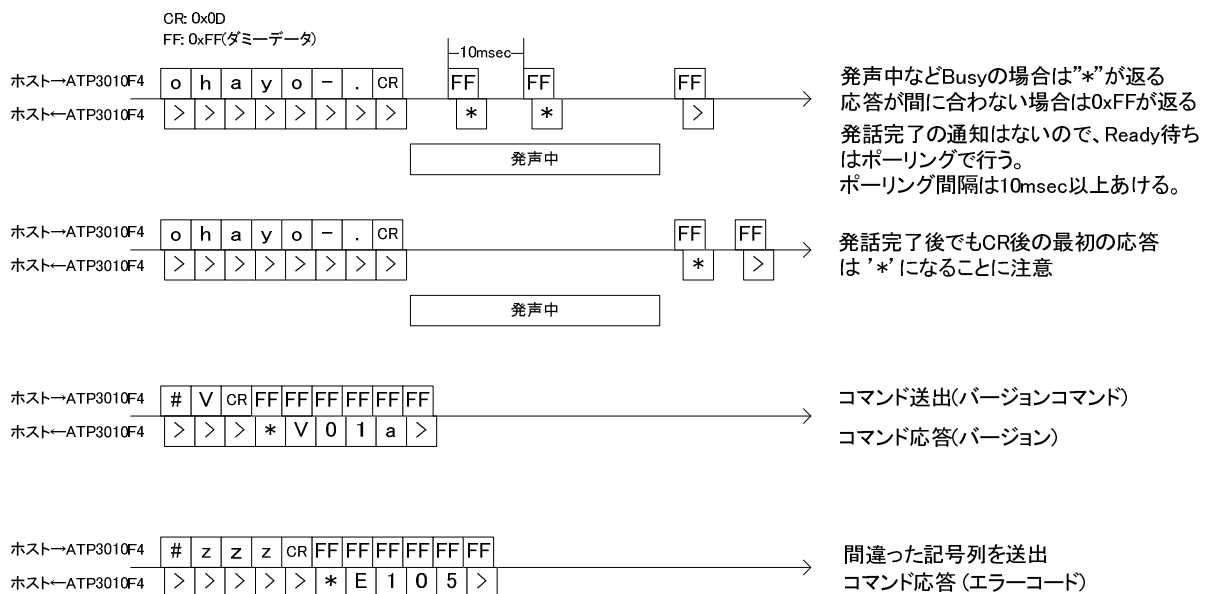 CR: 0x0D
FF: 0xFF(ダミーデータ)
10msec
ホスト→ATP3010F4 o h a y o - . CR FF FF FF
ホスト←ATP3010F4 > > > > > > > > * * >
発声中
発声中などBusyの場合は"*"が返る
応答が間に合わない場合は0xFFが返る
発話完了の通知はないので、Ready待ち
はポーリングで行う。
ポーリング間隔は10msec以上あける。
ホスト→ATP3010F4 o h a y o - . CR FF FF
ホスト←ATP3010F4 > > > > > > > > * >
発声中
発話完了後でもCR後の最初の応答
は '*' になることに注意
ホスト→ATP3010F4 # V CR FF FF FF FF FF FF
ホスト←ATP3010F4 > > > * V 0 1 a >
コマンド送出(バージョンコマンド)
コマンド応答(バージョン)
ホスト→ATP3010F4 # z z z CR FF FF FF FF FF FF
ホスト←ATP3010F4 > > > > > * E 1 0 5 >
間違った記号列を送出
コマンド応答 (エラーコード)